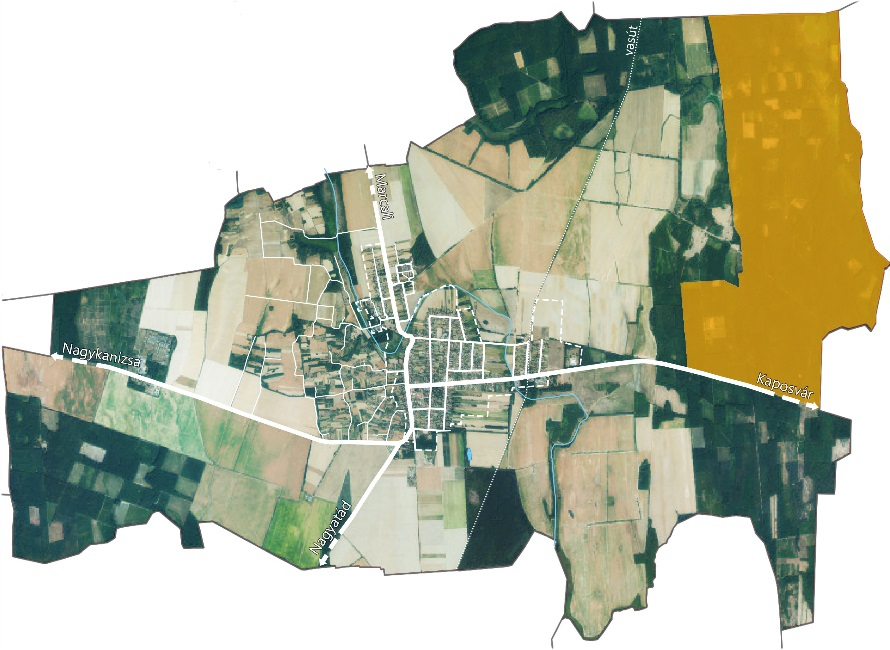 vasút
Marcali
Nagykanizsa
Kaposvár
Nagyatád